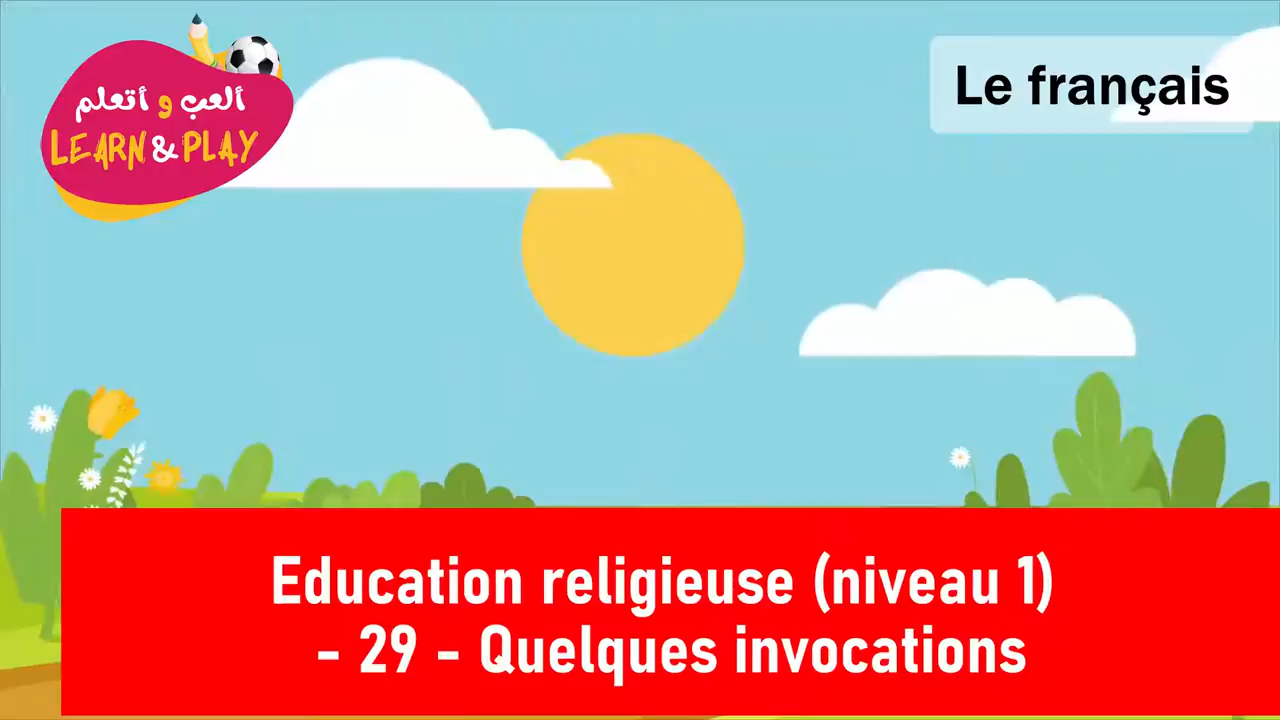 ألعب و أتعلم
LEARN & PLAY
Le français
Education religieuse (niveau 1)
- 29 - Quelques invocations